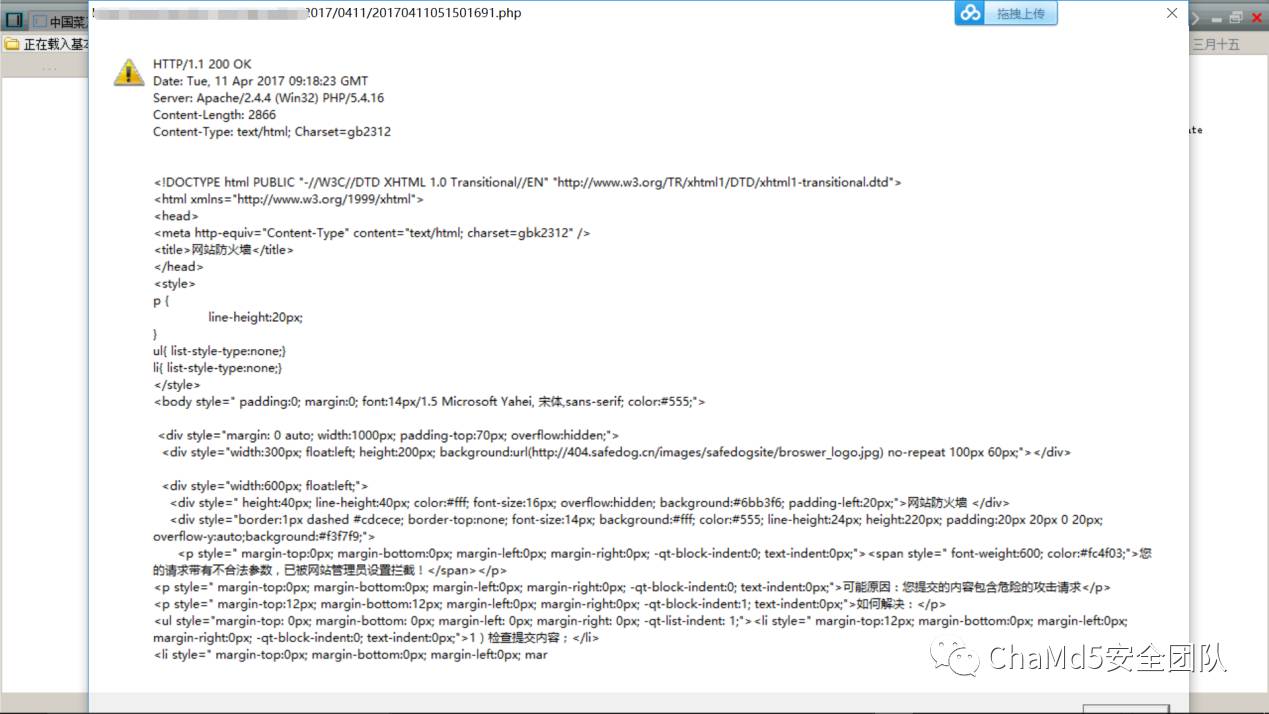 中国菜
2017/0411/20170411051501691.php
拖拽上传
正在载入基本
三月十五
...
HTTP/1.1 200 OK
Date: Tue, 11 Apr 2017 09:18:23 GMT
Server: Apache/2.4.4 (Win32) PHP/5.4.16
Content-Length: 2866
Content-Type: text/html; Charset=gb2312
<!DOCTYPE html PUBLIC "-//W3C//DTD XHTML 1.0 Transitional//EN" "http://www.w3.org/TR/xhtml1/DTD/xhtml1-transitional.dtd">
<html xmlns="http://www.w3.org/1999/xhtml">
<head>
<meta http-equiv="Content-Type" content="text/html; charset=gbk2312" />
<title>网站防火墙</title>
</head>
<style>
p {
line-height:20px;
}
ul{ list-style-type:none;}
li{ list-style-type:none;}
</style>
<body style=" padding:0; margin:0; font:14px/1.5 Microsoft Yahei, 宋体,sans-serif; color:#555;">
<div style="margin: 0 auto; width:1000px; padding-top:70px; overflow:hidden;">
<div style="width:300px; float:left; height:200px; background:url(http://404.safedog.cn/images/safedogsite/broswer_logo.jpg) no-repeat 100px 60px;"></div>
<div style="width:600px; float:left;">
<div style=" height:40px; line-height:40px; color:#fff; font-size:16px; overflow:hidden; background:#6bb3f6; padding-left:20px;">网站防火墙 </div>
<div style="border:1px dashed #cdcece; border-top:none; font-size:14px; background:#fff; color:#555; line-height:24px; height:220px; padding:20px 20px 0 20px;
overflow-y:auto;background:#f3f7f9;">
<p style=" margin-top:0px; margin-bottom:0px; margin-left:0px; margin-right:0px; -qt-block-indent:0; text-indent:0px;"><span style=" font-weight:600; color:#fc4f03;">您
的请求带有不合法参数，已被网站管理员设置拦截！</span></p>
<p style=" margin-top:0px; margin-bottom:0px; margin-left:0px; margin-right:0px; -qt-block-indent:0; text-indent:0px;">可能原因：您提交的内容包含危险的攻击请求</p>
<p style=" margin-top:12px; margin-bottom:12px; margin-left:0px; margin-right:0px; -qt-block-indent:1; text-indent:0px;">如何解决：</p>
<ul style="margin-top: 0px; margin-bottom: 0px; margin-left: 0px; margin-right: 0px; -qt-list-indent: 1;"><li style=" margin-top:12px; margin-bottom:0px; margin-left:0px;
margin-right:0px; -qt-block-indent:0; text-indent:0px;">1）检查提交内容；</li>
<li style=" margin-top:0px; margin-bottom:0px; margin-left:0px; mar
ChaMd5安全团队